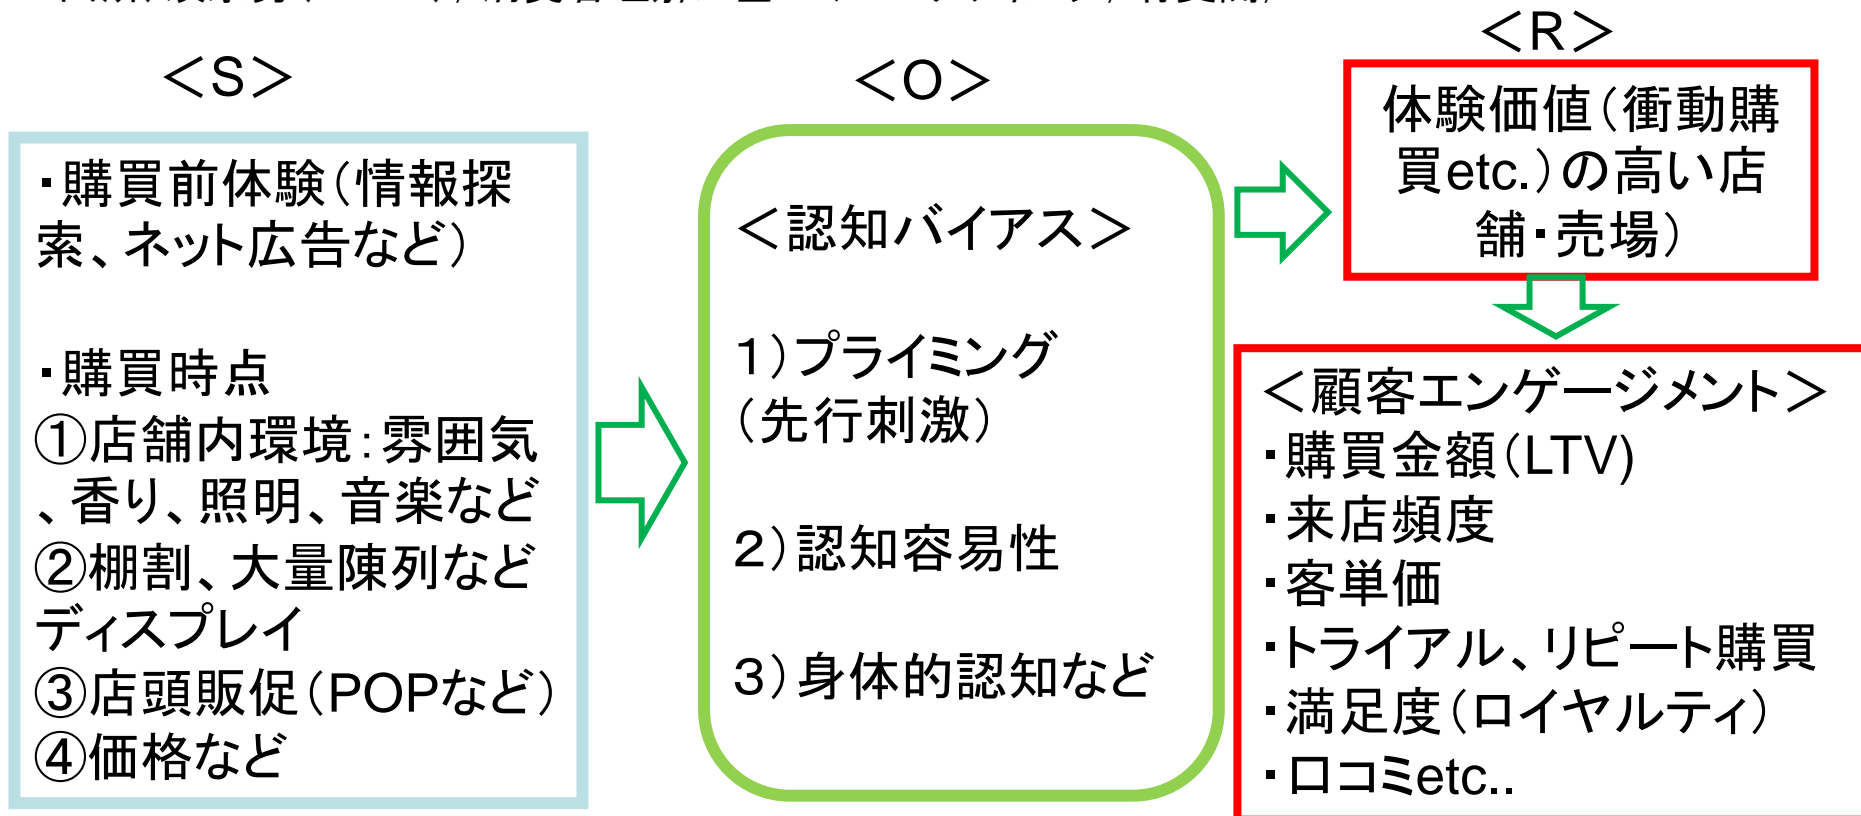 ＜S＞
・購買前体験（情報探
索、ネット広告など）
・購買時点
①店舗内環境：雰囲気
、香り、照明、音楽など
②棚割、大量陳列など
ディスプレイ
③店頭販促（POPなど）
④価格など
＜O＞
＜認知バイアス＞
１）プライミング
（先行刺激）
２）認知容易性
３）身体的認知など
＜R＞
体験価値（衝動購
買etc.）の高い店
舗・売場）
＜顧客エンゲージメント＞
・購買金額（LTV)
・来店頻度
・客単価
・トライアル、リピート購買
・満足度（ロイヤルティ）
・口コミetc..